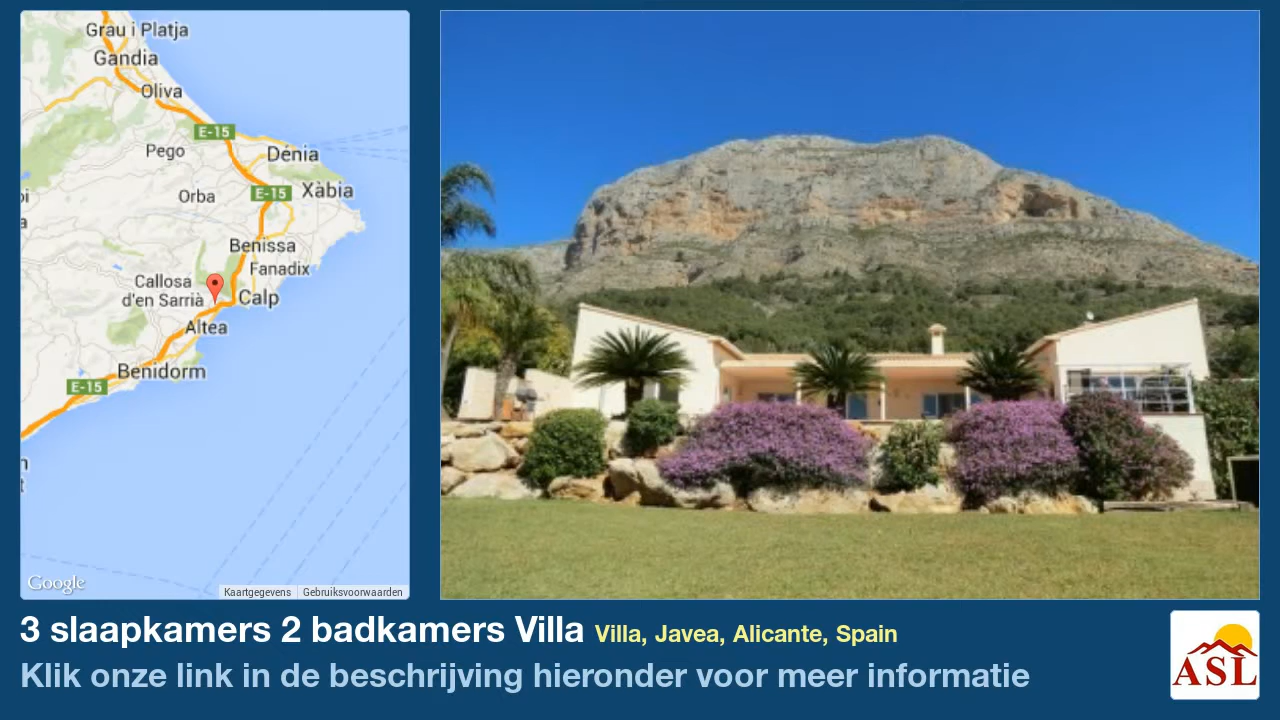 Grau i Platja
Gandia
Oliva
E-15
Pego
Dénia
E-15
Xàbia
Orba
Benissa
Fanadix
Callosa
d'en Sarrià
Calp
Altea
Benidorm
E-15
Google
Kaartgegevens
Gebruiksvoorwaarden
3 slaapkamers 2 badkamers Villa Villa, Javea, Alicante, Spain
Klik onze link in de beschrijving hieronder voor meer informatie
ASL